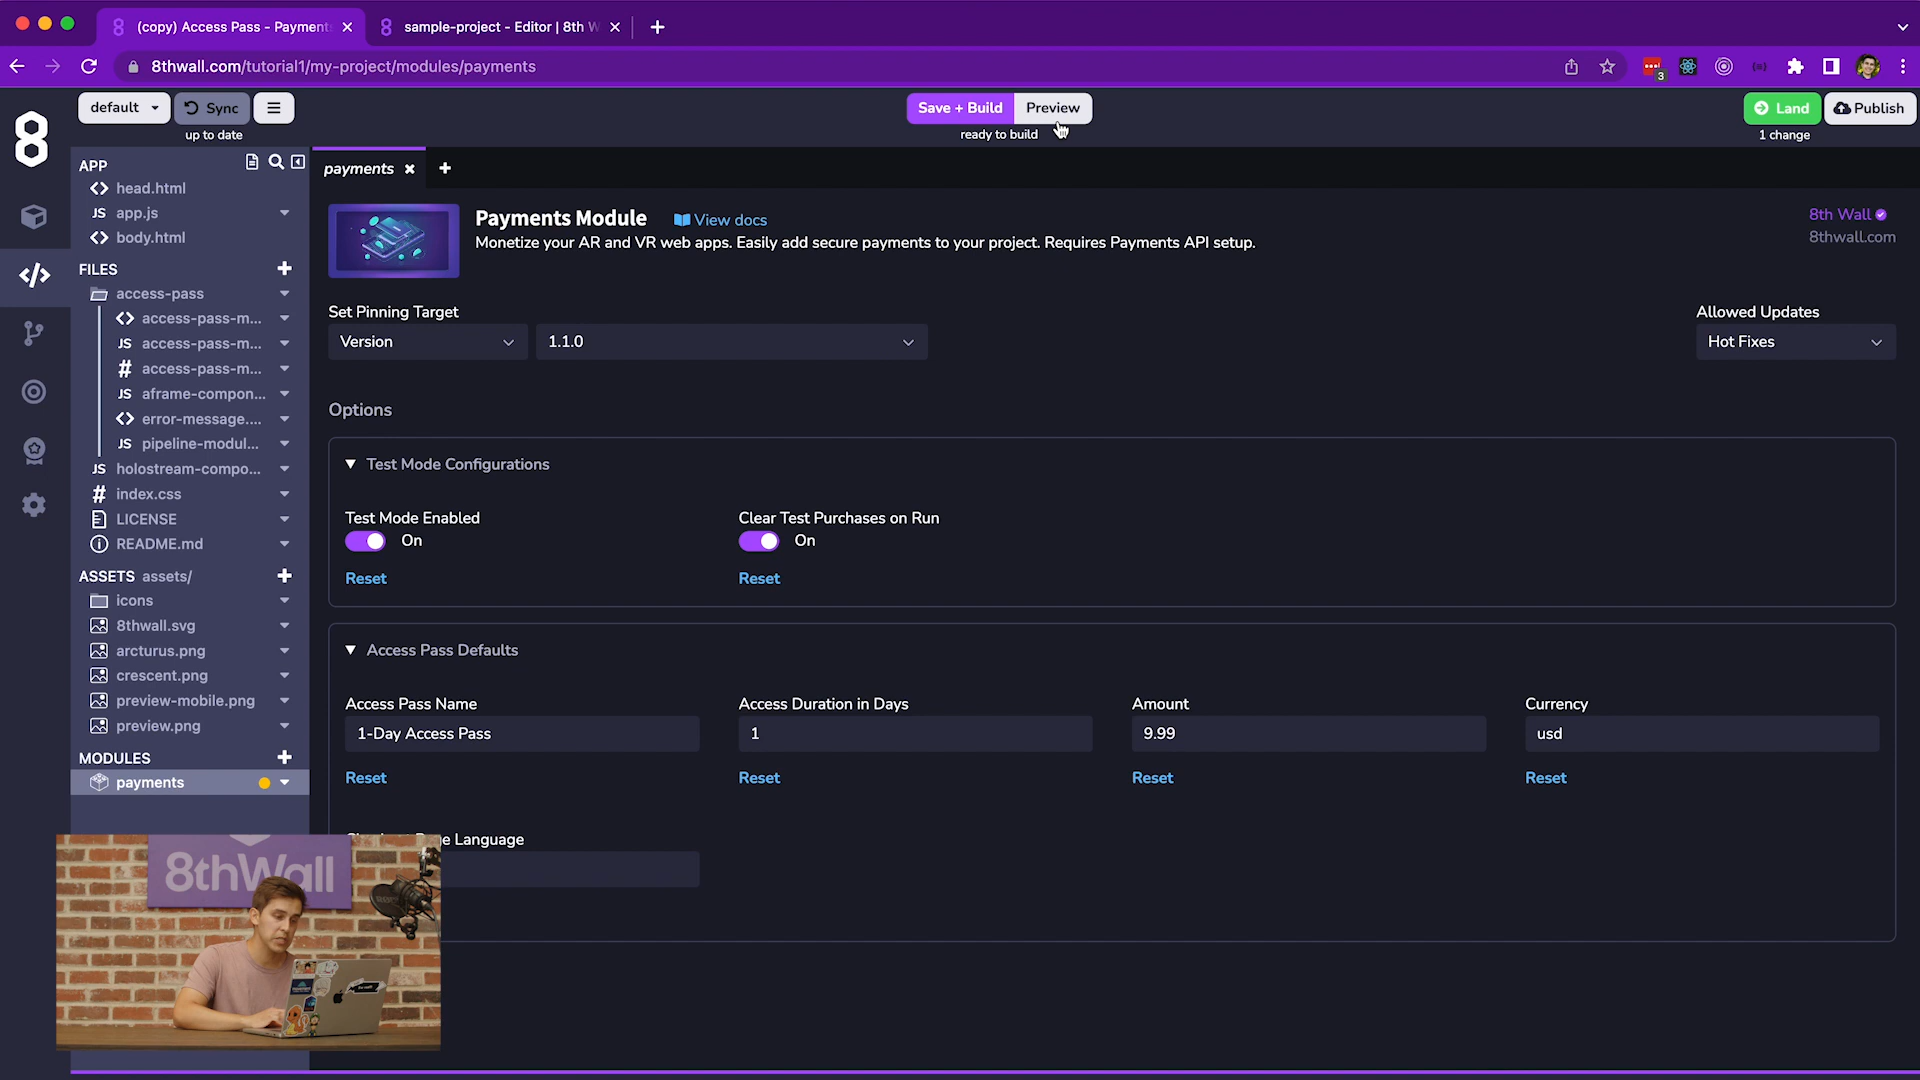 (copy) Access Pass - Payment
sample-project - Editor | 8th W
8thwall.com/tutorial1/my-project/modules/payments
3
default
Sync
up to date
Save + Build
Preview
ready to build
Land
1 change
Publish
APP
head.html
JS app.js
body.html
FILES
access-pass
access-pass-m...
JS access-pass-m...
# access-pass-m...
JS aframe-compon...
error-message....
JS pipeline-modul...
JS holostream-compo...
# index.css
LICENSE
README.md
ASSETS assets/
icons
8thwall.svg
arcturus.png
crescent.png
preview-mobile.png
preview.png
MODULES
payments
payments
Payments Module
View docs
Monetize your AR and VR web apps. Easily add secure payments to your project. Requires Payments API setup.
8th Wall
8thwall.com
Set Pinning Target
Version
1.1.0
Allowed Updates
Hot Fixes
Options
Test Mode Configurations
Test Mode Enabled
On
Reset
Clear Test Purchases on Run
On
Reset
Access Pass Defaults
Access Pass Name
1-Day Access Pass
Reset
Access Duration in Days
1
Reset
Amount
9.99
Reset
Currency
usd
Reset
Language
8thWall